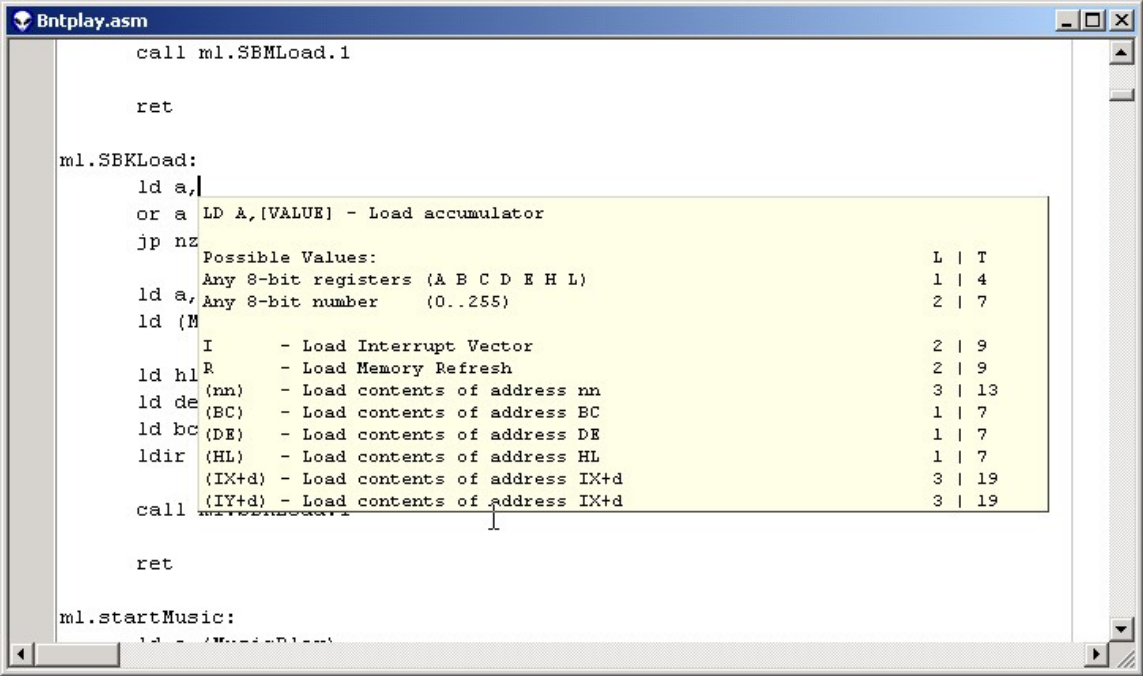 Bntplay.asm
call ml.SBMLoad.1
ret
ml.SBKLoad:
ld a,
or a
jp nz
ld a,
ld (M
ld hl
ld de
ld bc
ldir
LD A,[VALUE] - Load accumulator
Possible Values: L | T
Any 8-bit registers (A B C D E H L) 1 | 4
Any 8-bit number (0..255) 2 | 7
I - Load Interrupt Vector 2 | 9
R - Load Memory Refresh 2 | 9
(nn) - Load contents of address nn 3 | 13
(BC) - Load contents of address BC 1 | 7
(DE) - Load contents of address DE 1 | 7
(HL) - Load contents of address HL 1 | 7
(IX+d) - Load contents of address IX+d 3 | 19
(IY+d) - Load contents of address IX+d 3 | 19
call
ret
ml.startMusic: